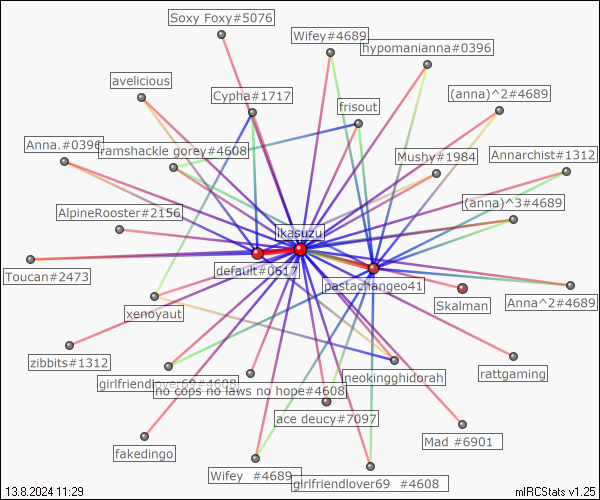 Soxy Foxy#5076
Wifey#4689
hypomanianna#0396
avelicious
Cypha#1717
(anna)^2#4689
frisout
Anna.#0396
ramshackle gorey#4608
Mushy#1984
Annarchist#1312
AlpineRooster#2156
(anna)^3#4689
ikasuzu
Toucan#2473
default#0617
pastachangeo41
Skalman
Anna^2#4689
xenoyaut
zibbits#1312
girlfriendlover69#4608
no cops no laws no hope#4608
neokingghidorah
rattgaming
ace deucy#7097
fakedingo
Mad #6901
Wifey  #4689
girlfriendlover69  #4608
13.8.2024 11:29
mIRCStats v1.25